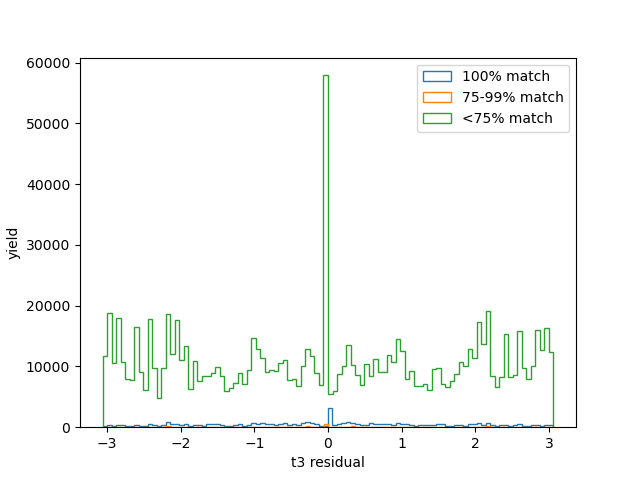 60000
50000
40000
30000
20000
10000
0
yield
100% match
75-99% match
<75% match
−3
−2
−1
0
1
2
3
t3 residual